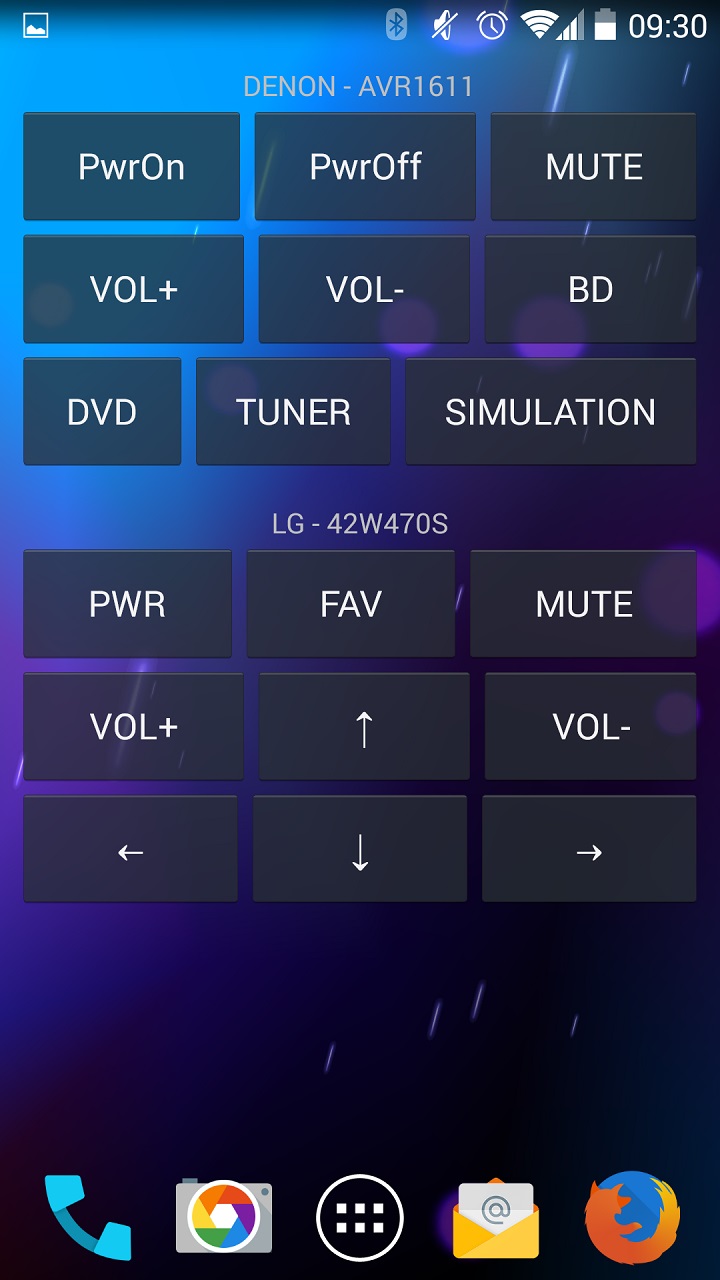 09:30
DENON - AVR1611
PwrOn PwrOff MUTE
VOL+ VOL- BD
DVD TUNER SIMULATION
LG - 42W470S
PWR FAV MUTE
VOL+ ↑ VOL-
← ↓ →
@